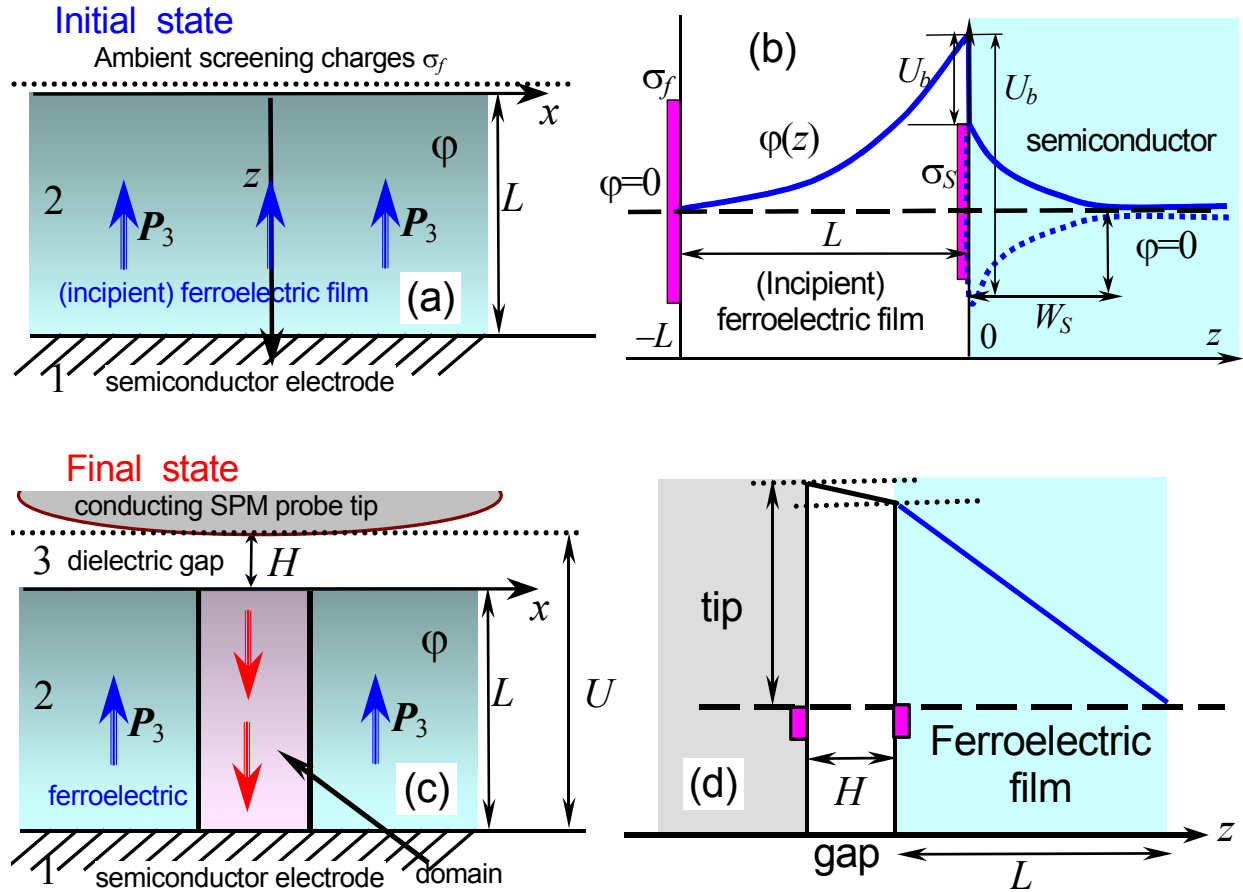 Initial state
Ambient screening charges σf
x
φ
z
L
2
P3
P3
(incipient) ferroelectric film
(a)
1
semiconductor electrode
(b)
Ub
Ub
σf
semiconductor
φ(z)
φ=0
σS
L
φ=0
(Incipient)
ferroelectric film
WS
–L
0
z
Final state
conducting SPM probe tip
3
dielectric gap
H
x
φ
2
L
U
P3
P3
ferroelectric
(c)
1
semiconductor electrode
domain
tip
Ferroelectric
film
(d)
H
z
gap
L